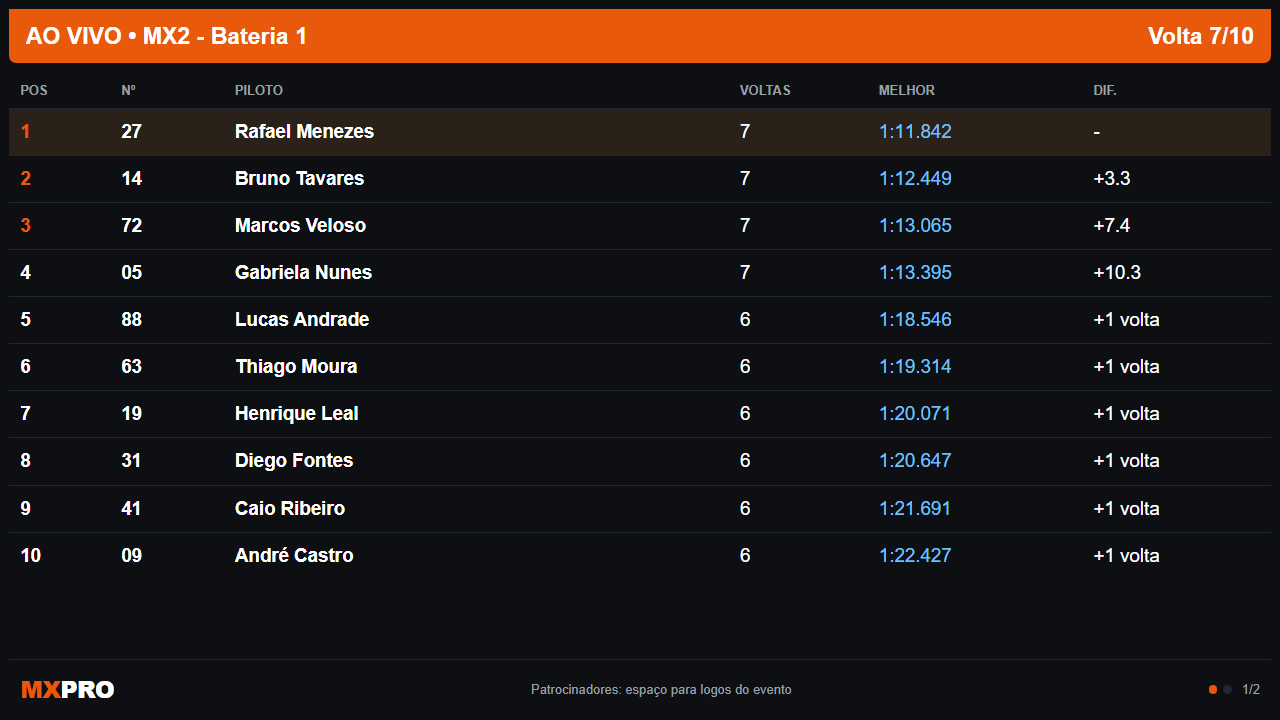 AO VIVO • MX2 - Bateria 1 Volta 7/10
POS Nº PILOTO VOLTAS MELHOR DIF.
1 27 Rafael Menezes 7 1:11.842 -
2 14 Bruno Tavares 7 1:12.449 +3.3
3 72 Marcos Veloso 7 1:13.065 +7.4
4 05 Gabriela Nunes 7 1:13.395 +10.3
5 88 Lucas Andrade 6 1:18.546 +1 volta
6 63 Thiago Moura 6 1:19.314 +1 volta
7 19 Henrique Leal 6 1:20.071 +1 volta
8 31 Diego Fontes 6 1:20.647 +1 volta
9 41 Caio Ribeiro 6 1:21.691 +1 volta
10 09 André Castro 6 1:22.427 +1 volta
MXPRO Patrocinadores: espaço para logos do evento 1/2